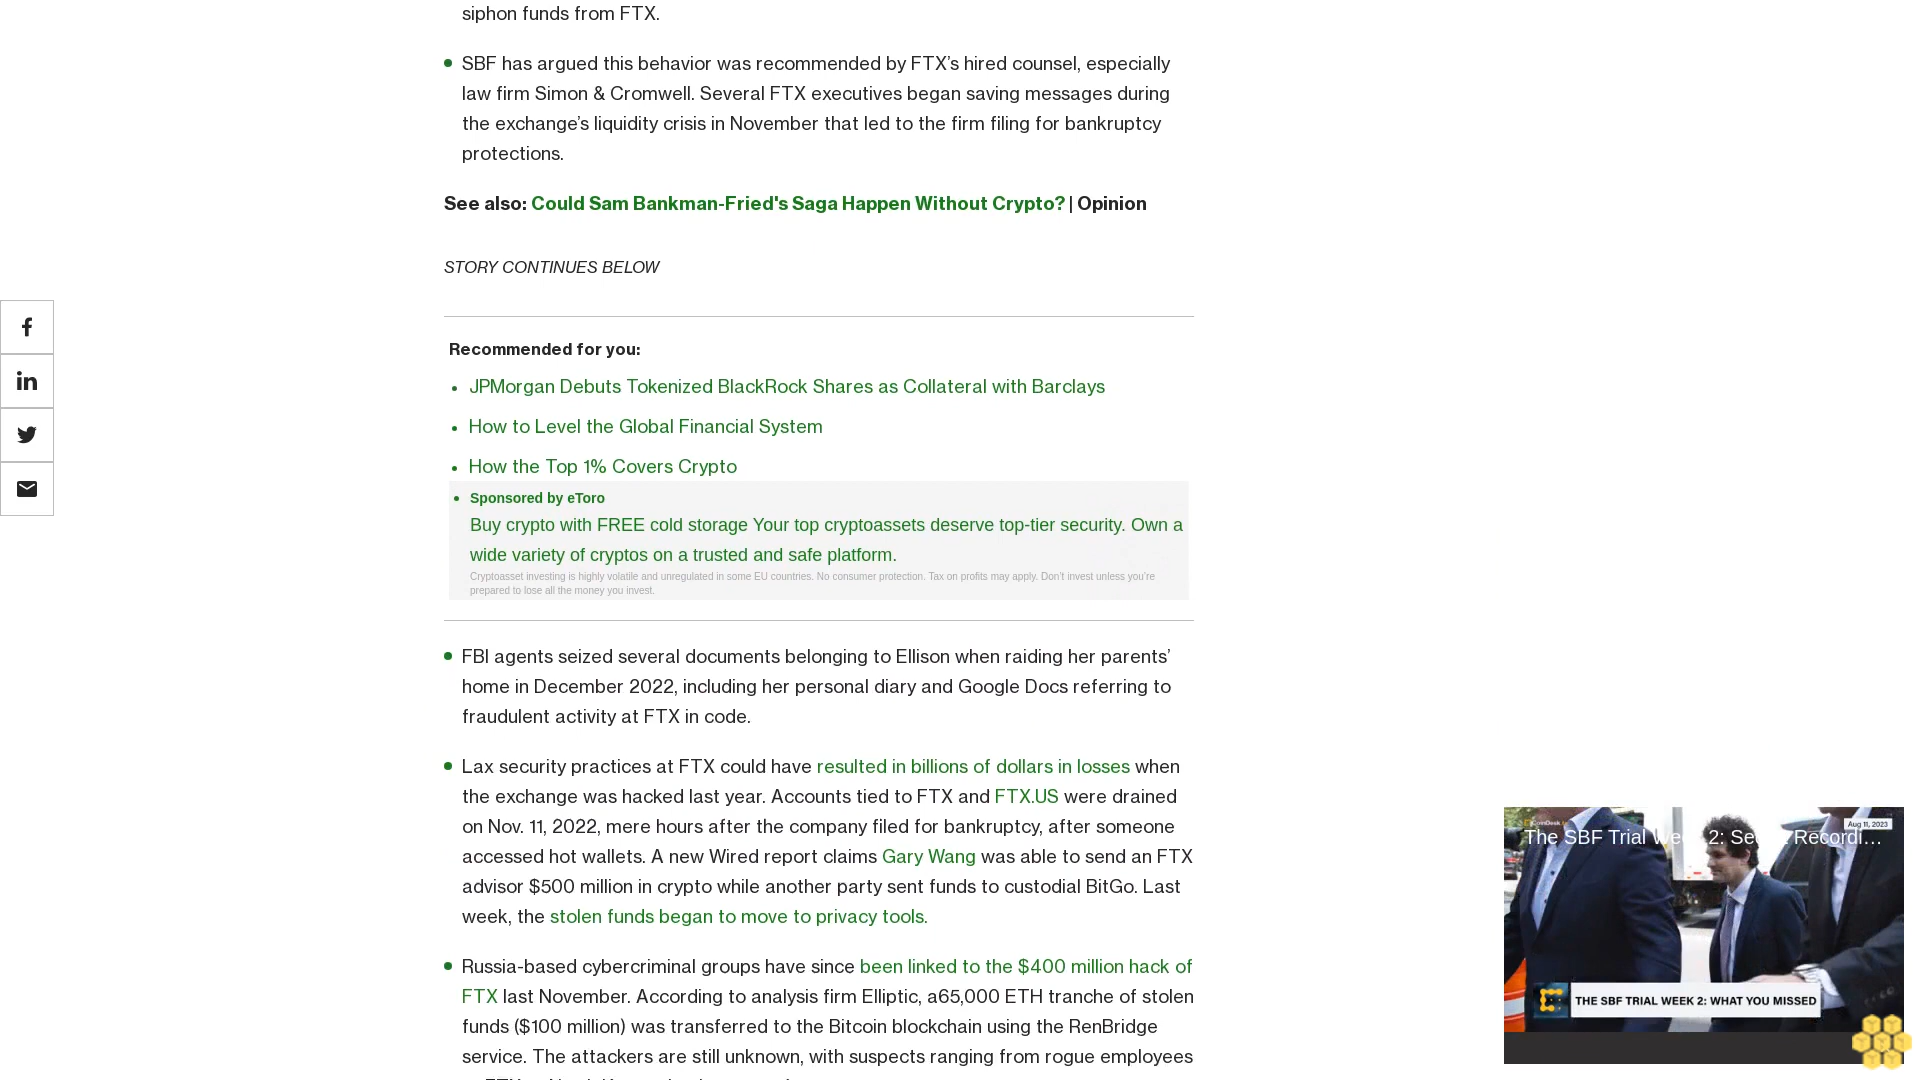 siphon funds from FTX.
SBF has argued this behavior was recommended by FTX’s hired counsel, especially
law firm Simon & Cromwell. Several FTX executives began saving messages during
the exchange’s liquidity crisis in November that led to the firm filing for bankruptcy
protections.
See also: Could Sam Bankman-Fried's Saga Happen Without Crypto? | Opinion
STORY CONTINUES BELOW
Recommended for you:
JPMorgan Debuts Tokenized BlackRock Shares as Collateral with Barclays
How to Level the Global Financial System
How the Top 1% Covers Crypto
Sponsored by eToro
Buy crypto with FREE cold storage Your top cryptoassets deserve top-tier security. Own a
wide variety of cryptos on a trusted and safe platform.
Cryptoasset investing is highly volatile and unregulated in some EU countries. No consumer protection. Tax on profits may apply. Don’t invest unless you’re
prepared to lose all the money you invest.
FBI agents seized several documents belonging to Ellison when raiding her parents’
home in December 2022, including her personal diary and Google Docs referring to
fraudulent activity at FTX in code.
Lax security practices at FTX could have resulted in billions of dollars in losses when
the exchange was hacked last year. Accounts tied to FTX and FTX.US were drained
on Nov. 11, 2022, mere hours after the company filed for bankruptcy, after someone
accessed hot wallets. A new Wired report claims Gary Wang was able to send an FTX
advisor $500 million in crypto while another party sent funds to custodial BitGo. Last
week, the stolen funds began to move to privacy tools.
Russia-based cybercriminal groups have since been linked to the $400 million hack of
FTX last November. According to analysis firm Elliptic, a65,000 ETH tranche of stolen
funds ($100 million) was transferred to the Bitcoin blockchain using the RenBridge
service. The attackers are still unknown, with suspects ranging from rogue employees
CoinDesk
Aug 11, 2023
The SBF Trial Week 2: Secret Recordi…
THE SBF TRIAL WEEK 2: WHAT YOU MISSED